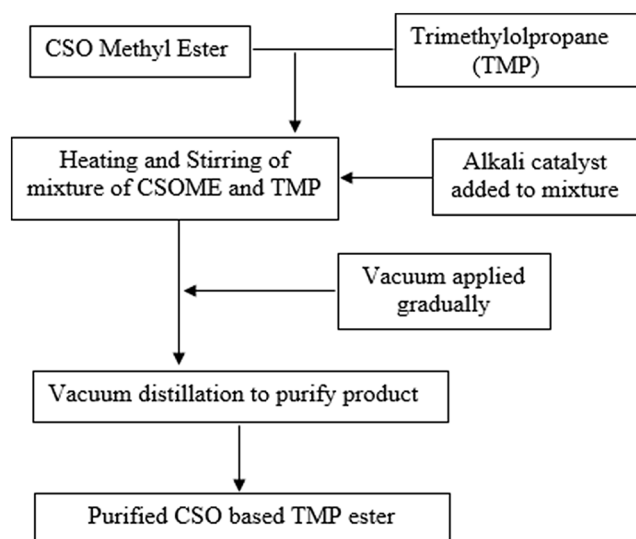 CSO Methyl Ester
Trimethylolpropane
(TMP)
Heating and Stirring of
mixture of CSOME and TMP
Alkali catalyst
added to mixture
Vacuum applied
gradually
Vacuum distillation to purify product
Purified CSO based TMP ester